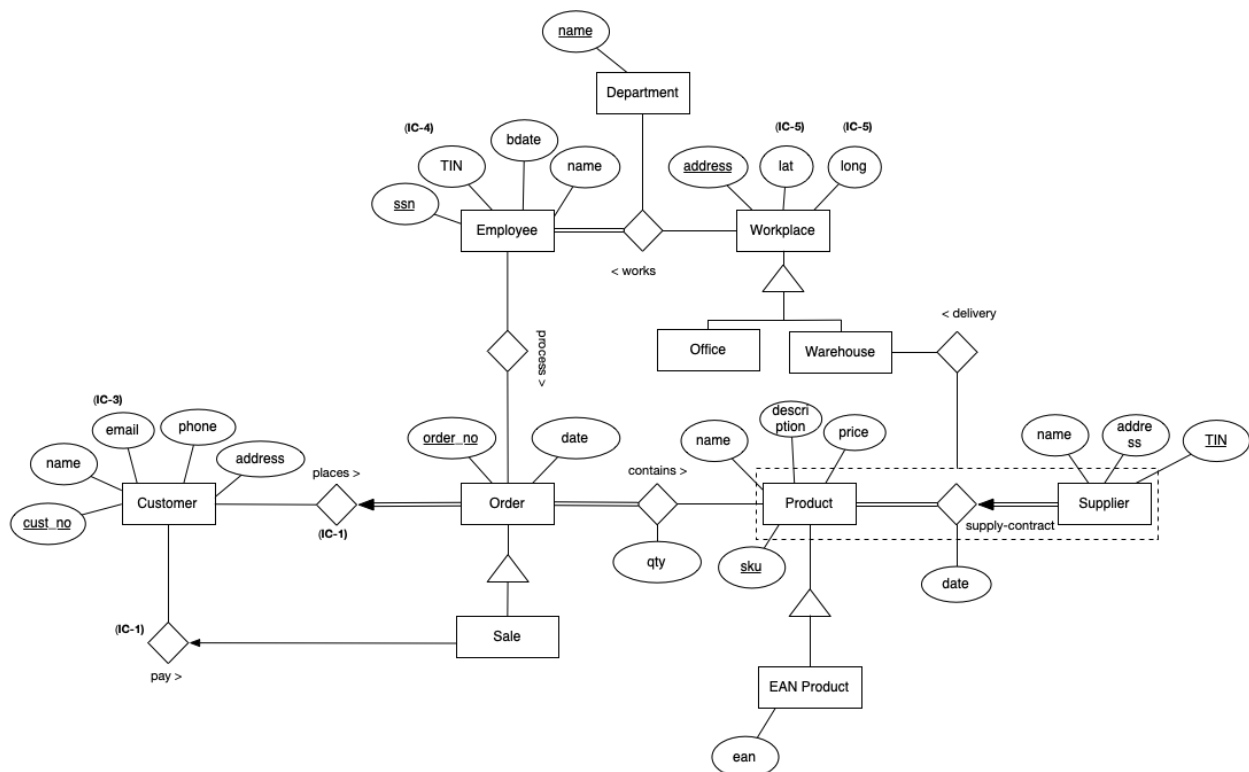 name
Department
(IC-4)
bdate
(IC-5)
(IC-5)
TIN
name
address
lat
long
ssn
Employee
Workplace
< works
< delivery
process >
Office
Warehouse
(IC-3)
email
phone
name
address
places >
order_no
date
contains >
name
descri
ption
price
name
addre
ss
TIN
cust_no
Customer
(IC-1)
Order
Product
supply-contract
Supplier
qty
sku
date
(IC-1)
pay >
Sale
EAN Product
ean